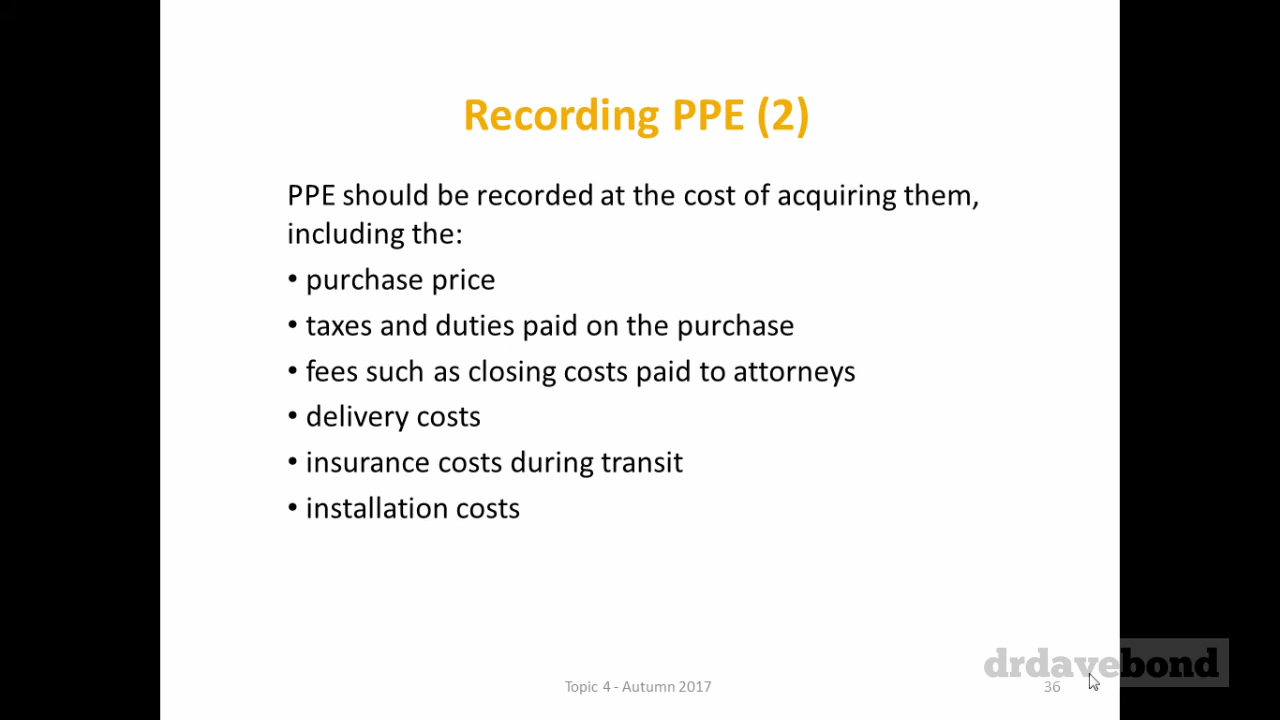 Recording PPE (2)
PPE should be recorded at the cost of acquiring them,
including the:
• purchase price
• taxes and duties paid on the purchase
• fees such as closing costs paid to attorneys
• delivery costs
• insurance costs during transit
• installation costs
drdavebond
Topic 4 - Autumn 2017
36